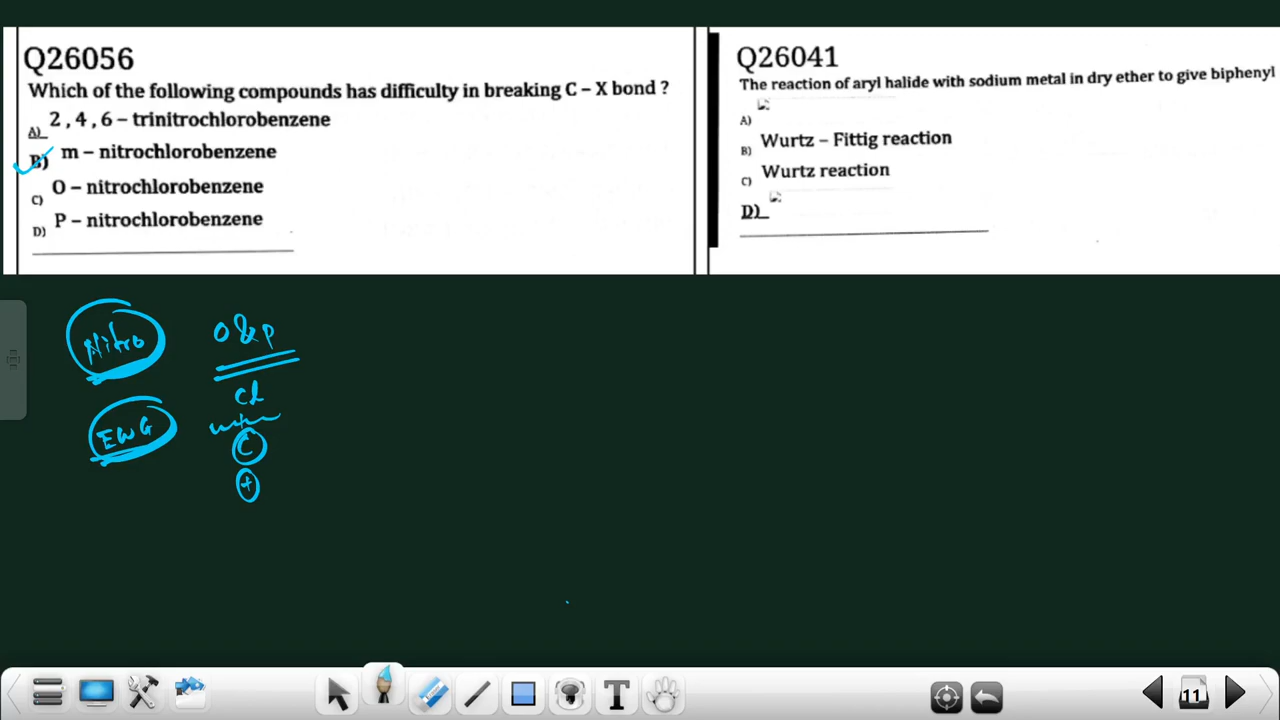 Q26056
Which of the following compounds has difficulty in breaking C – X bond ?
A) 2 , 4 , 6 – trinitrochlorobenzene
B) m – nitrochlorobenzene
C) O – nitrochlorobenzene
D) P – nitrochlorobenzene
Q26041
The reaction of aryl halide with sodium metal in dry ether to give biphenyl
A)
B) Wurtz – Fittig reaction
C) Wurtz reaction
D)
Nitro
O & P
EWG
Cl
C
+
T
11